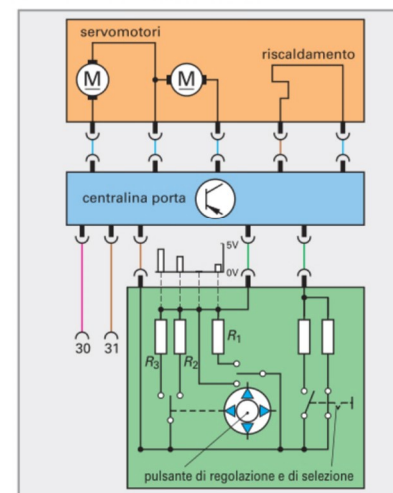 servomotori
riscaldamento
M
M
centralina porta
5V
0V
30
31
R3
R2
R1
pulsante di regolazione e di selezione